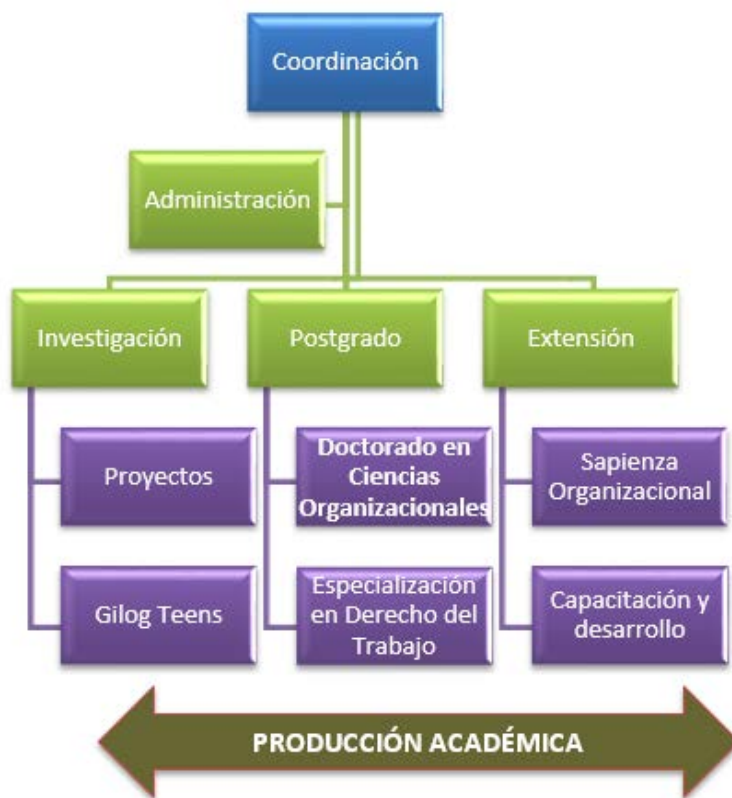 Coordinación
Administración
Investigación
Postgrado
Extensión
Proyectos
Doctorado en
Ciencias
Organizacionales
Sapienza
Organizacional
Gilog Teens
Especialización
en Derecho del
Trabajo
Capacitación y
desarrollo
PRODUCCIÓN ACADÉMICA